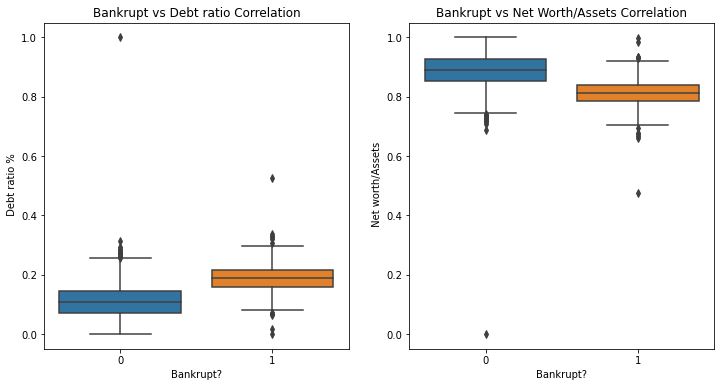 Bankrupt vs Debt ratio Correlation
1.0
0.8
0.6
0.4
0.2
0.0
Debt ratio %
0
1
Bankrupt?
Bankrupt vs Net Worth/Assets Correlation
1.0
0.8
0.6
0.4
0.2
0.0
Net worth/Assets
0
1
Bankrupt?